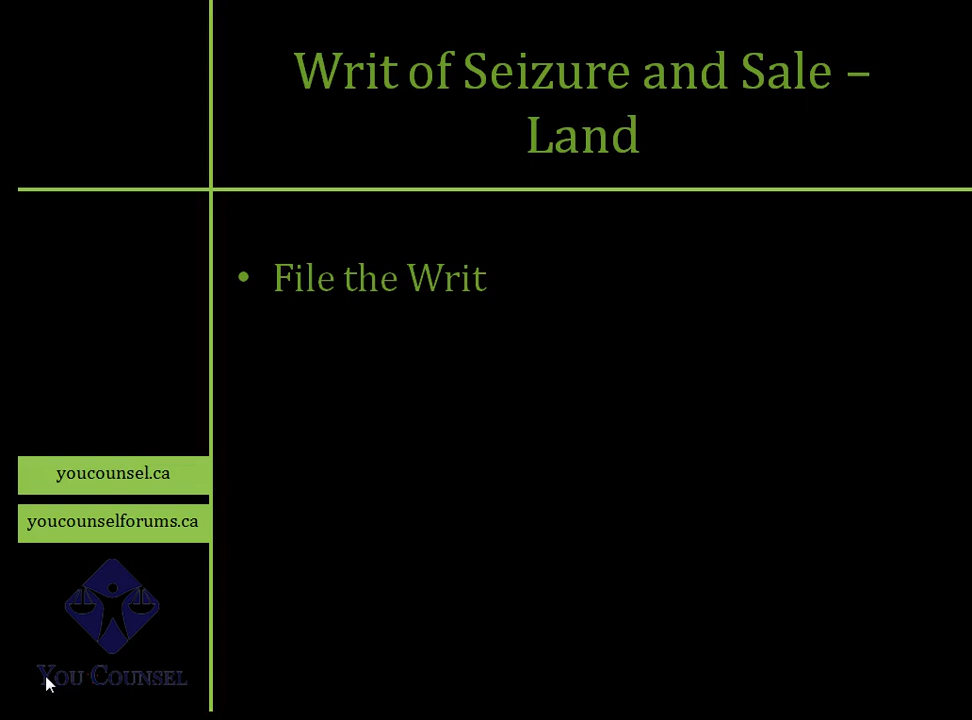 Writ of Seizure and Sale –
Land
• File the Writ
youcounsel.ca
youcounselforums.ca
YOU COUNSEL